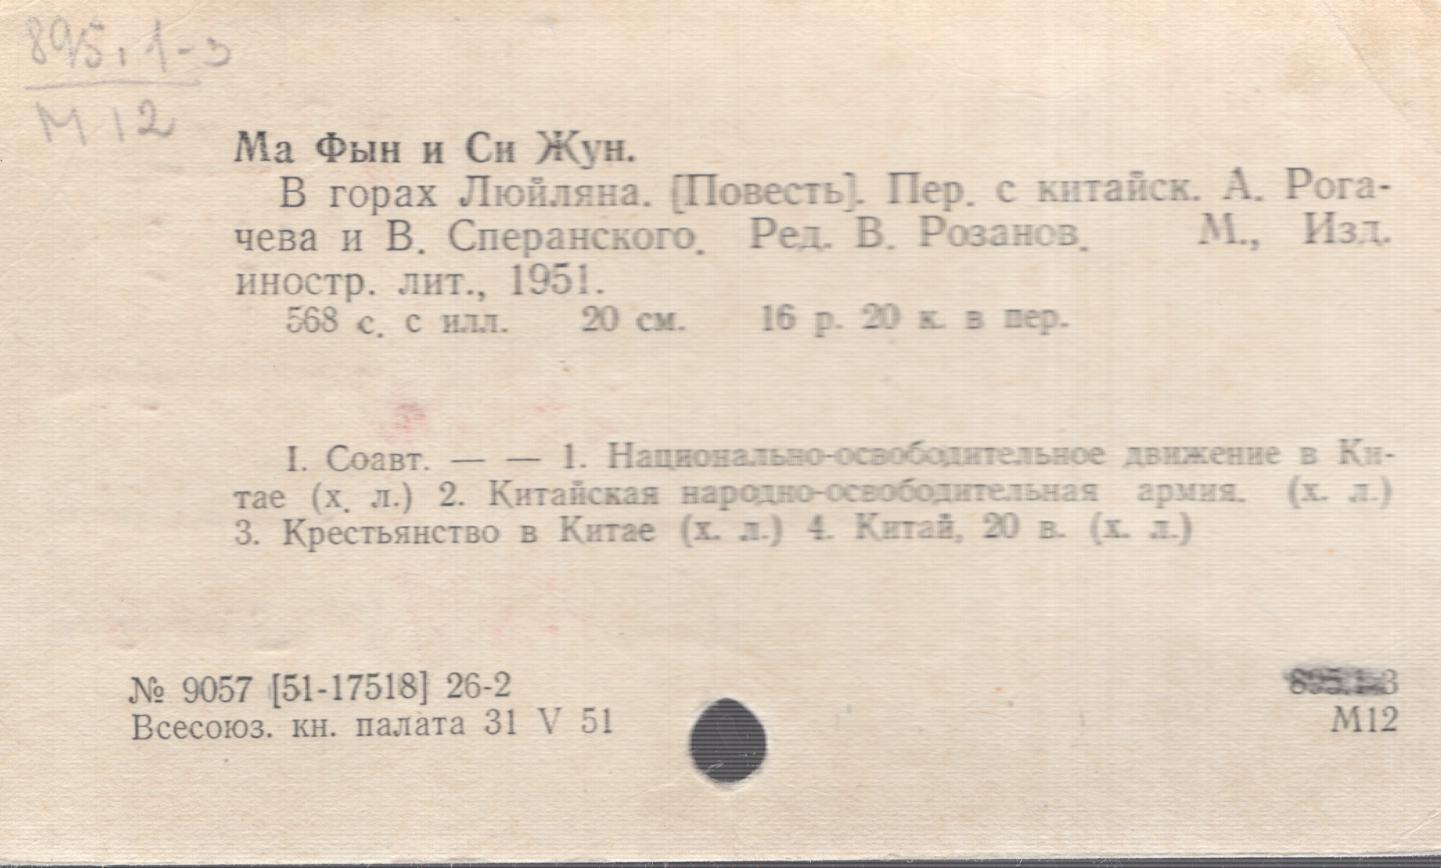 895.1-3
М12
Ма Фын и Си Жун.
В горах Люйляна. [Повесть]. Пер. с китайск. А. Рога-
чева и В. Сперанского. Ред. В. Розанов. М., Изд.
иностр. лит., 1951.
568 с. с илл. 20 см. 16 р. 20 к. в пер.
I. Соавт. — — 1. Национально-освободительное движение в Ки-
тае (х. л.) 2. Китайская народно-освободительная армия. (х. л.)
3. Крестьянство в Китае (х. л.) 4. Китай, 20 в. (х. л.)
№ 9057 [51-17518] 26-2
Всесоюз. кн. палата 31 V 51
895.1-3
М12